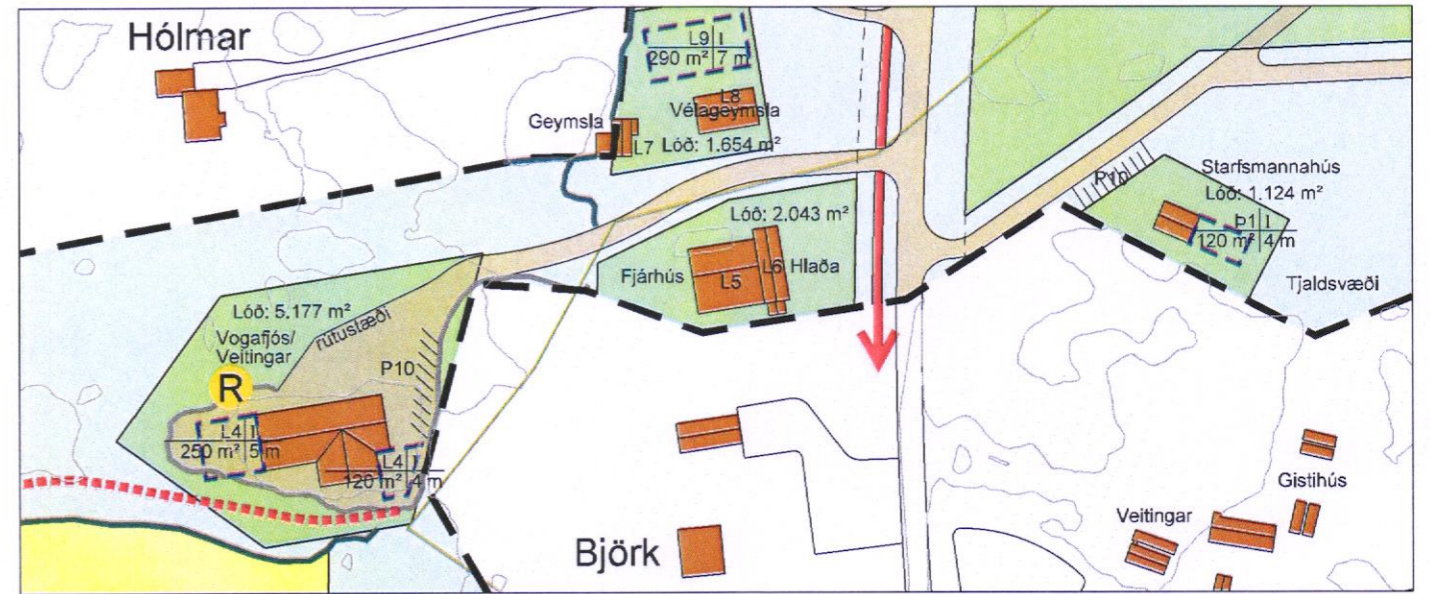 Hólmar
L9 I
290 m² 7 m
L8
Vélageymsla
Geymsla
L7 Lóð: 1.654 m²
P10
Starfsmannahús
Lóð: 1.124 m²
Þ1 I
120 m² 4 m
Tjaldsvæði
Lóð: 2.043 m²
Fjárhús
L5
L6 Hlaða
Lóð: 5.177 m²
Vogafjós/
Veitingar
rútustæði
P10
R
L4 I
250 m² 5 m
L4 I
120 m² 4 m
Björk
Gistihús
Veitingar